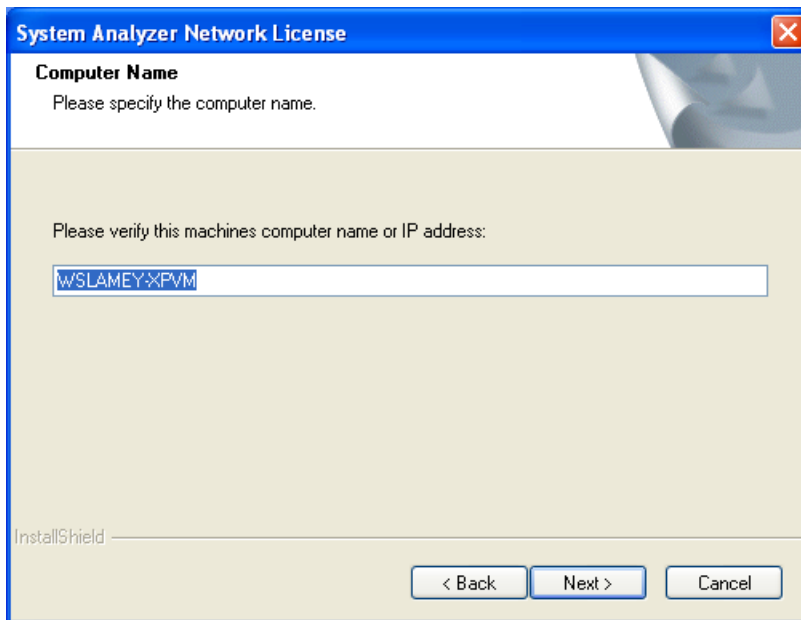 System Analyzer Network License
Computer Name
Please specify the computer name.
Please verify this machines computer name or IP address:
WSLAMEY-XPVM
InstallShield
< Back Next > Cancel